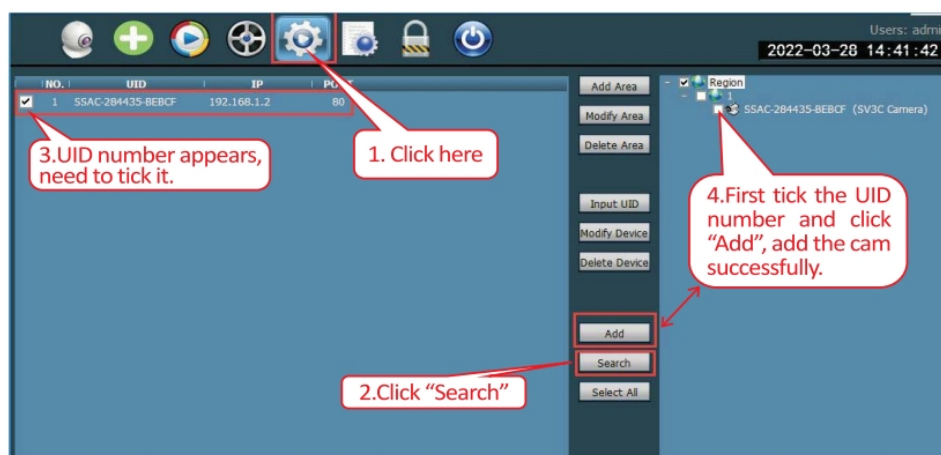 Users: admi
2022-03-28 14:41:42
NO. UID IP PORT
1 SSAC-284435-BEBCF 192.168.1.2 80
3.UID number appears,
need to tick it.
1. Click here
2.Click “Search”
Add Area
Modify Area
Delete Area
Input UID
Modify Device
Delete Device
Add
Search
Select All
Region
1
SSAC-284435-BEBCF (SV3C Camera)
4.First tick the UID
number and click
“Add”, add the cam
successfully.